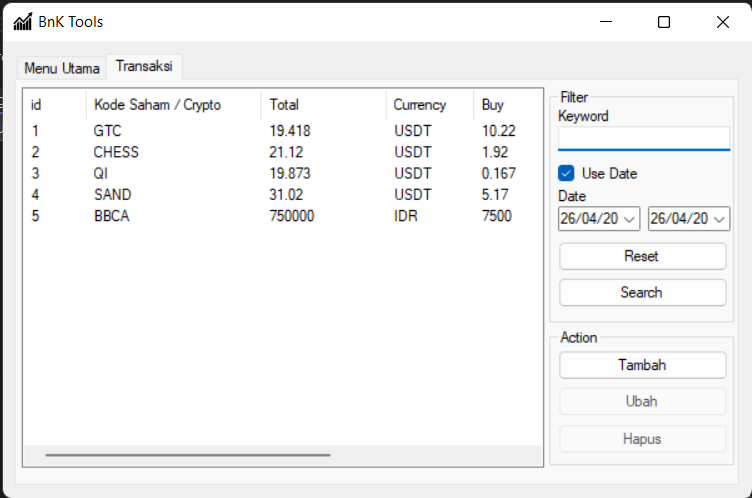 BnK Tools
Menu Utama Transaksi
id Kode Saham / Crypto Total Currency Buy
1 GTC 19.418 USDT 10.22
2 CHESS 21.12 USDT 1.92
3 QI 19.873 USDT 0.167
4 SAND 31.02 USDT 5.17
5 BBCA 750000 IDR 7500
Filter
Keyword
Use Date
Date
26/04/20 26/04/20
Reset
Search
Action
Tambah
Ubah
Hapus